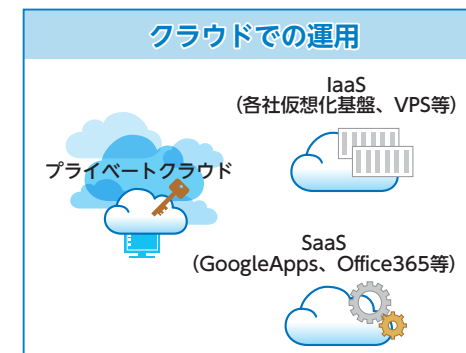 クラウドでの運用
IaaS
（各社仮想化基盤、VPS等）
プライベートクラウド
SaaS
（GoogleApps、Office365等）